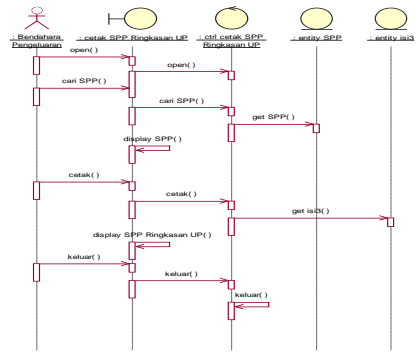 : Bendahara
Pengeluaran
: cetak SPP Ringkasan UP
: ctrl cetak SPP
Ringkasan UP
: entity SPP
: entity isi3
open( )
open( )
cari SPP( )
cari SPP( )
get SPP( )
display SPP( )
cetak( )
cetak( )
get isi3( )
display SPP Ringkasan UP( )
keluar( )
keluar( )
keluar( )